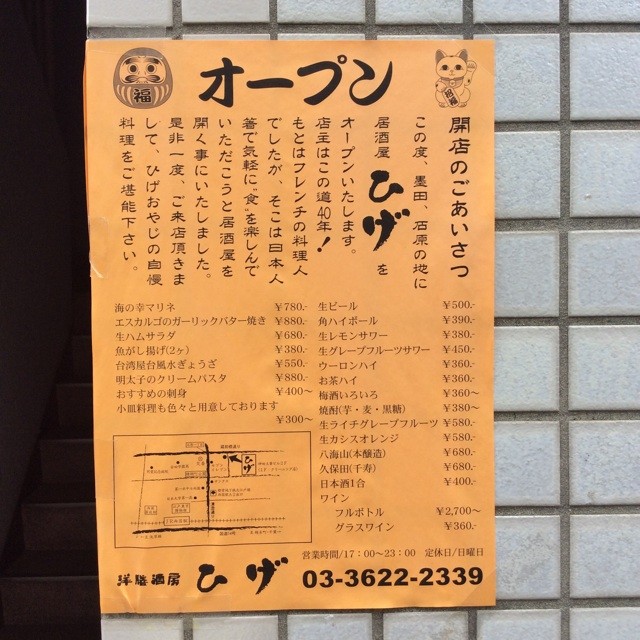 オープン
福
開店のごあいさつ
この度、墨田、石原の地に
居酒屋 ひげ を
オープンいたします。
店主はこの道40年!
もとはフレンチの料理人
でしたが、そこは日本人
箸で気軽に"食"を楽しんで
いただこうと居酒屋を
開く事にいたしました。
是非一度、ご来店頂きま
して、ひげおやじの自慢
料理をご堪能下さい。
海の幸マリネ ¥780.-
エスカルゴのガーリックバター焼き ¥880.-
生ハムサラダ ¥680.-
魚がし揚げ(2ヶ) ¥380.-
台湾屋台風水ぎょうざ ¥550.-
明太子のクリームパスタ ¥880.-
おすすめの刺身 ¥400〜
小皿料理も色々と用意しております
¥300〜
生ビール ¥500.-
角ハイボール ¥390.-
生レモンサワー ¥380.-
生グレープフルーツサワー ¥450.-
ウーロンハイ ¥360.-
お茶ハイ ¥360.-
梅酒いろいろ ¥360〜
焼酎(芋・麦・黒糖) ¥380〜
生ライチグレープフルーツ ¥580.-
生カシスオレンジ ¥580.-
八海山(本醸造) ¥680.-
久保田(千寿) ¥680.-
日本酒1合 ¥400.-
ワイン
フルボトル ¥2,700〜
グラスワイン ¥360.-
ひげ
営業時間/17:00〜23:00 定休日/日曜日
洋膳酒房 ひげ 03-3622-2339